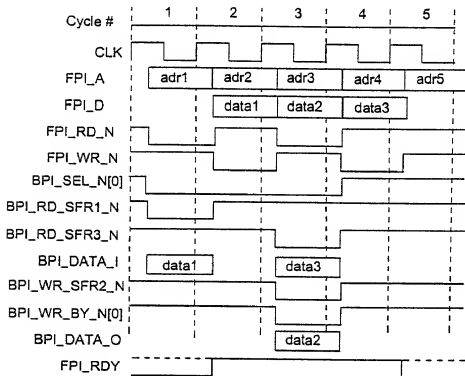 Cycle # 1 2 3 4 5
CLK
FPI_A adr1 adr2 adr3 adr4 adr5
FPI_D data1 data2 data3
FPI_RD_N
FPI_WR_N
BPI_SEL_N[0]
BPI_RD_SFR1_N
BPI_RD_SFR3_N
BPI_DATA_I data1 data3
BPI_WR_SFR2_N
BPI_WR_BY_N[0]
BPI_DATA_O data2
FPI_RDY